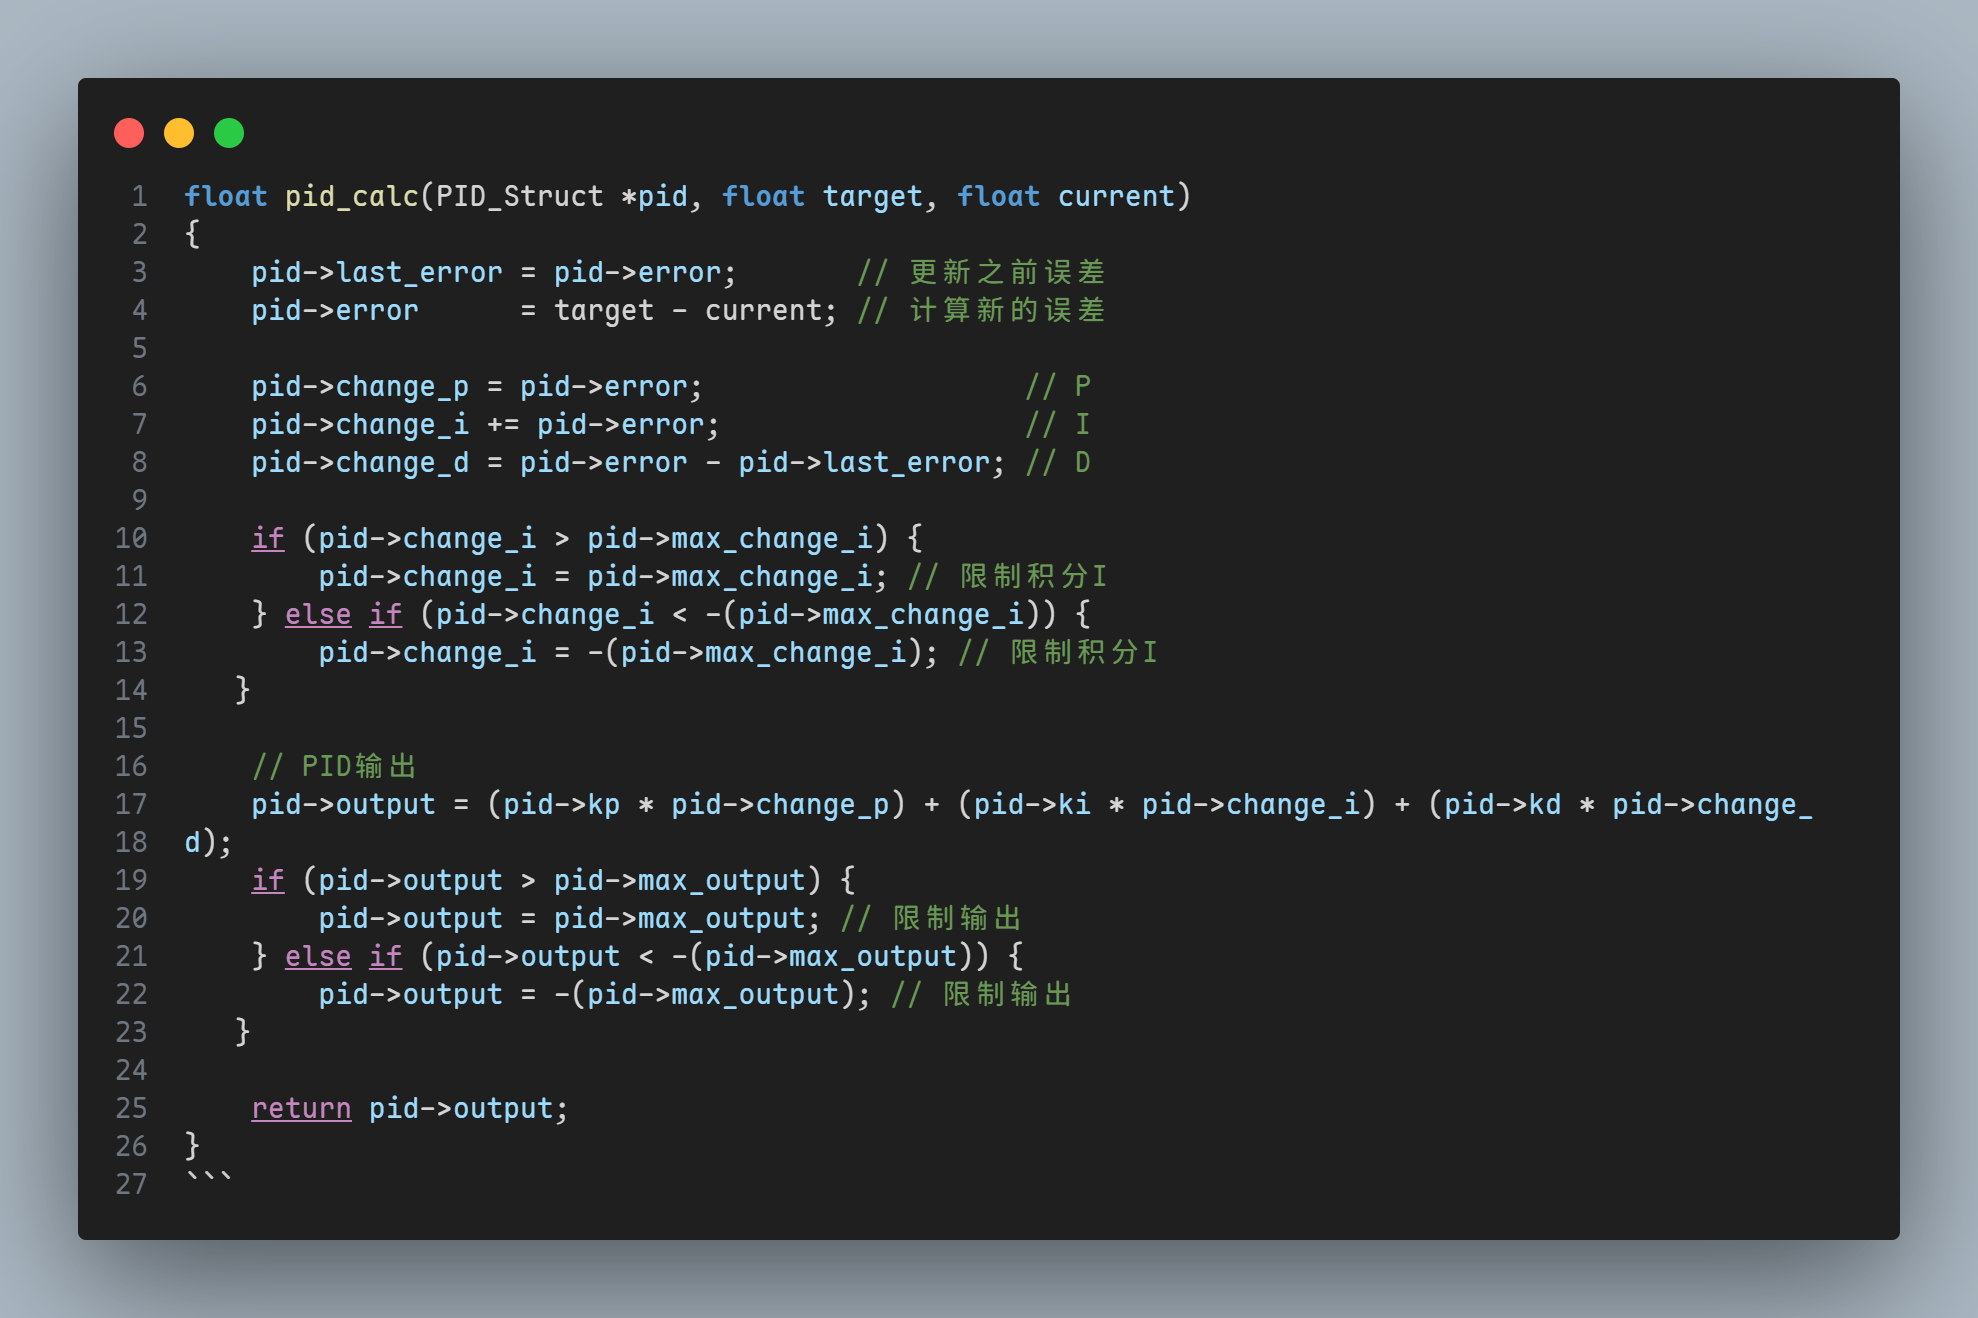 1 float pid_calc(PID_Struct *pid, float target, float current)
2 {
3     pid->last_error = pid->error;       // 更新之前误差
4     pid->error      = target - current; // 计算新的误差
5
6     pid->change_p = pid->error;                   // P
7     pid->change_i += pid->error;                  // I
8     pid->change_d = pid->error - pid->last_error; // D
9
10     if (pid->change_i > pid->max_change_i) {
11         pid->change_i = pid->max_change_i; // 限制积分I
12     } else if (pid->change_i < -(pid->max_change_i)) {
13         pid->change_i = -(pid->max_change_i); // 限制积分I
14    }
15
16     // PID输出
17     pid->output = (pid->kp * pid->change_p) + (pid->ki * pid->change_i) + (pid->kd * pid->change_
18 d);
19     if (pid->output > pid->max_output) {
20         pid->output = pid->max_output; // 限制输出
21     } else if (pid->output < -(pid->max_output)) {
22         pid->output = -(pid->max_output); // 限制输出
23    }
24
25     return pid->output;
26 }
27 ```